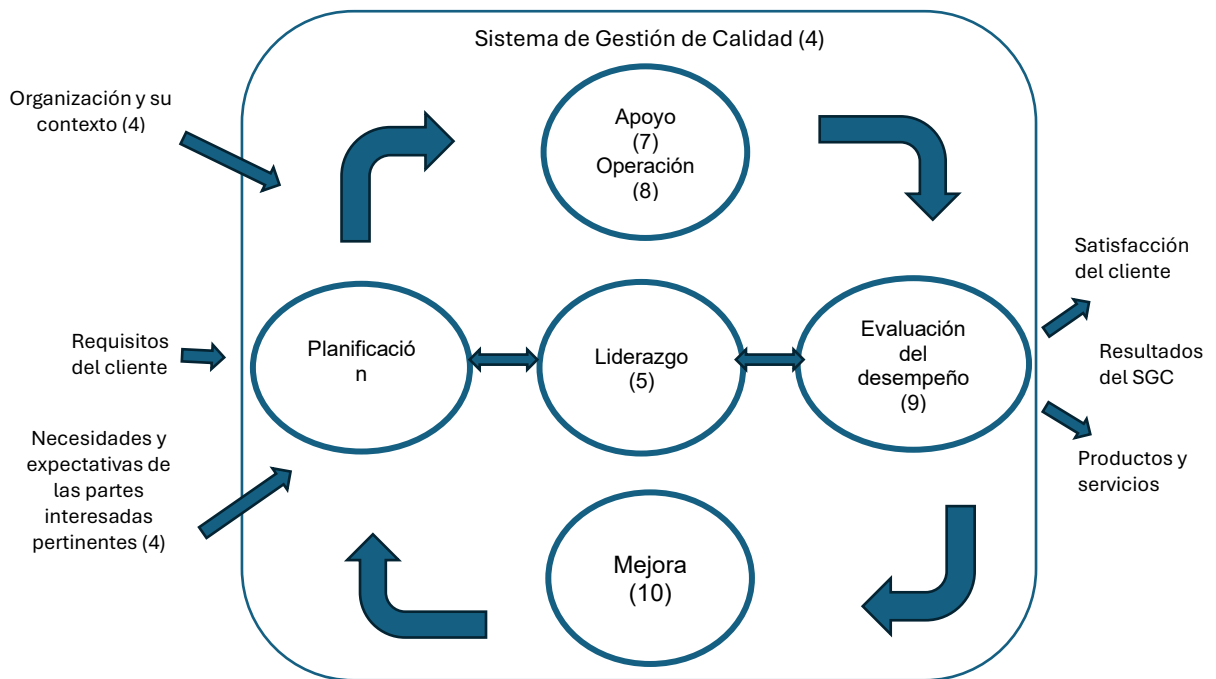 Sistema de Gestión de Calidad (4)
Organización y su
contexto (4)
Requisitos
del cliente
Necesidades y
expectativas de
las partes
interesadas
pertinentes (4)
Apoyo
(7)
Operación
(8)
Planificació
n
Liderazgo
(5)
Evaluación
del
desempeño
(9)
Mejora
(10)
Satisfacción
del cliente
Resultados
del SGC
Productos y
servicios